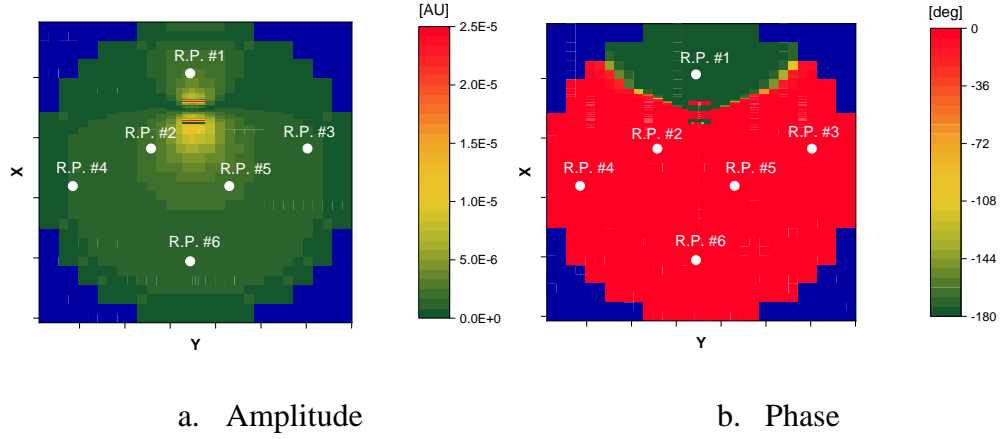 [AU]
2.5E-5
2.0E-5
1.5E-5
1.0E-5
5.0E-6
0.0E+0
R.P. #1
R.P. #2
R.P. #3
R.P. #4
R.P. #5
R.P. #6
X
Y
[deg]
0
-36
-72
-108
-144
-180
R.P. #1
R.P. #2
R.P. #3
R.P. #4
R.P. #5
R.P. #6
X
Y
a. Amplitude
b. Phase